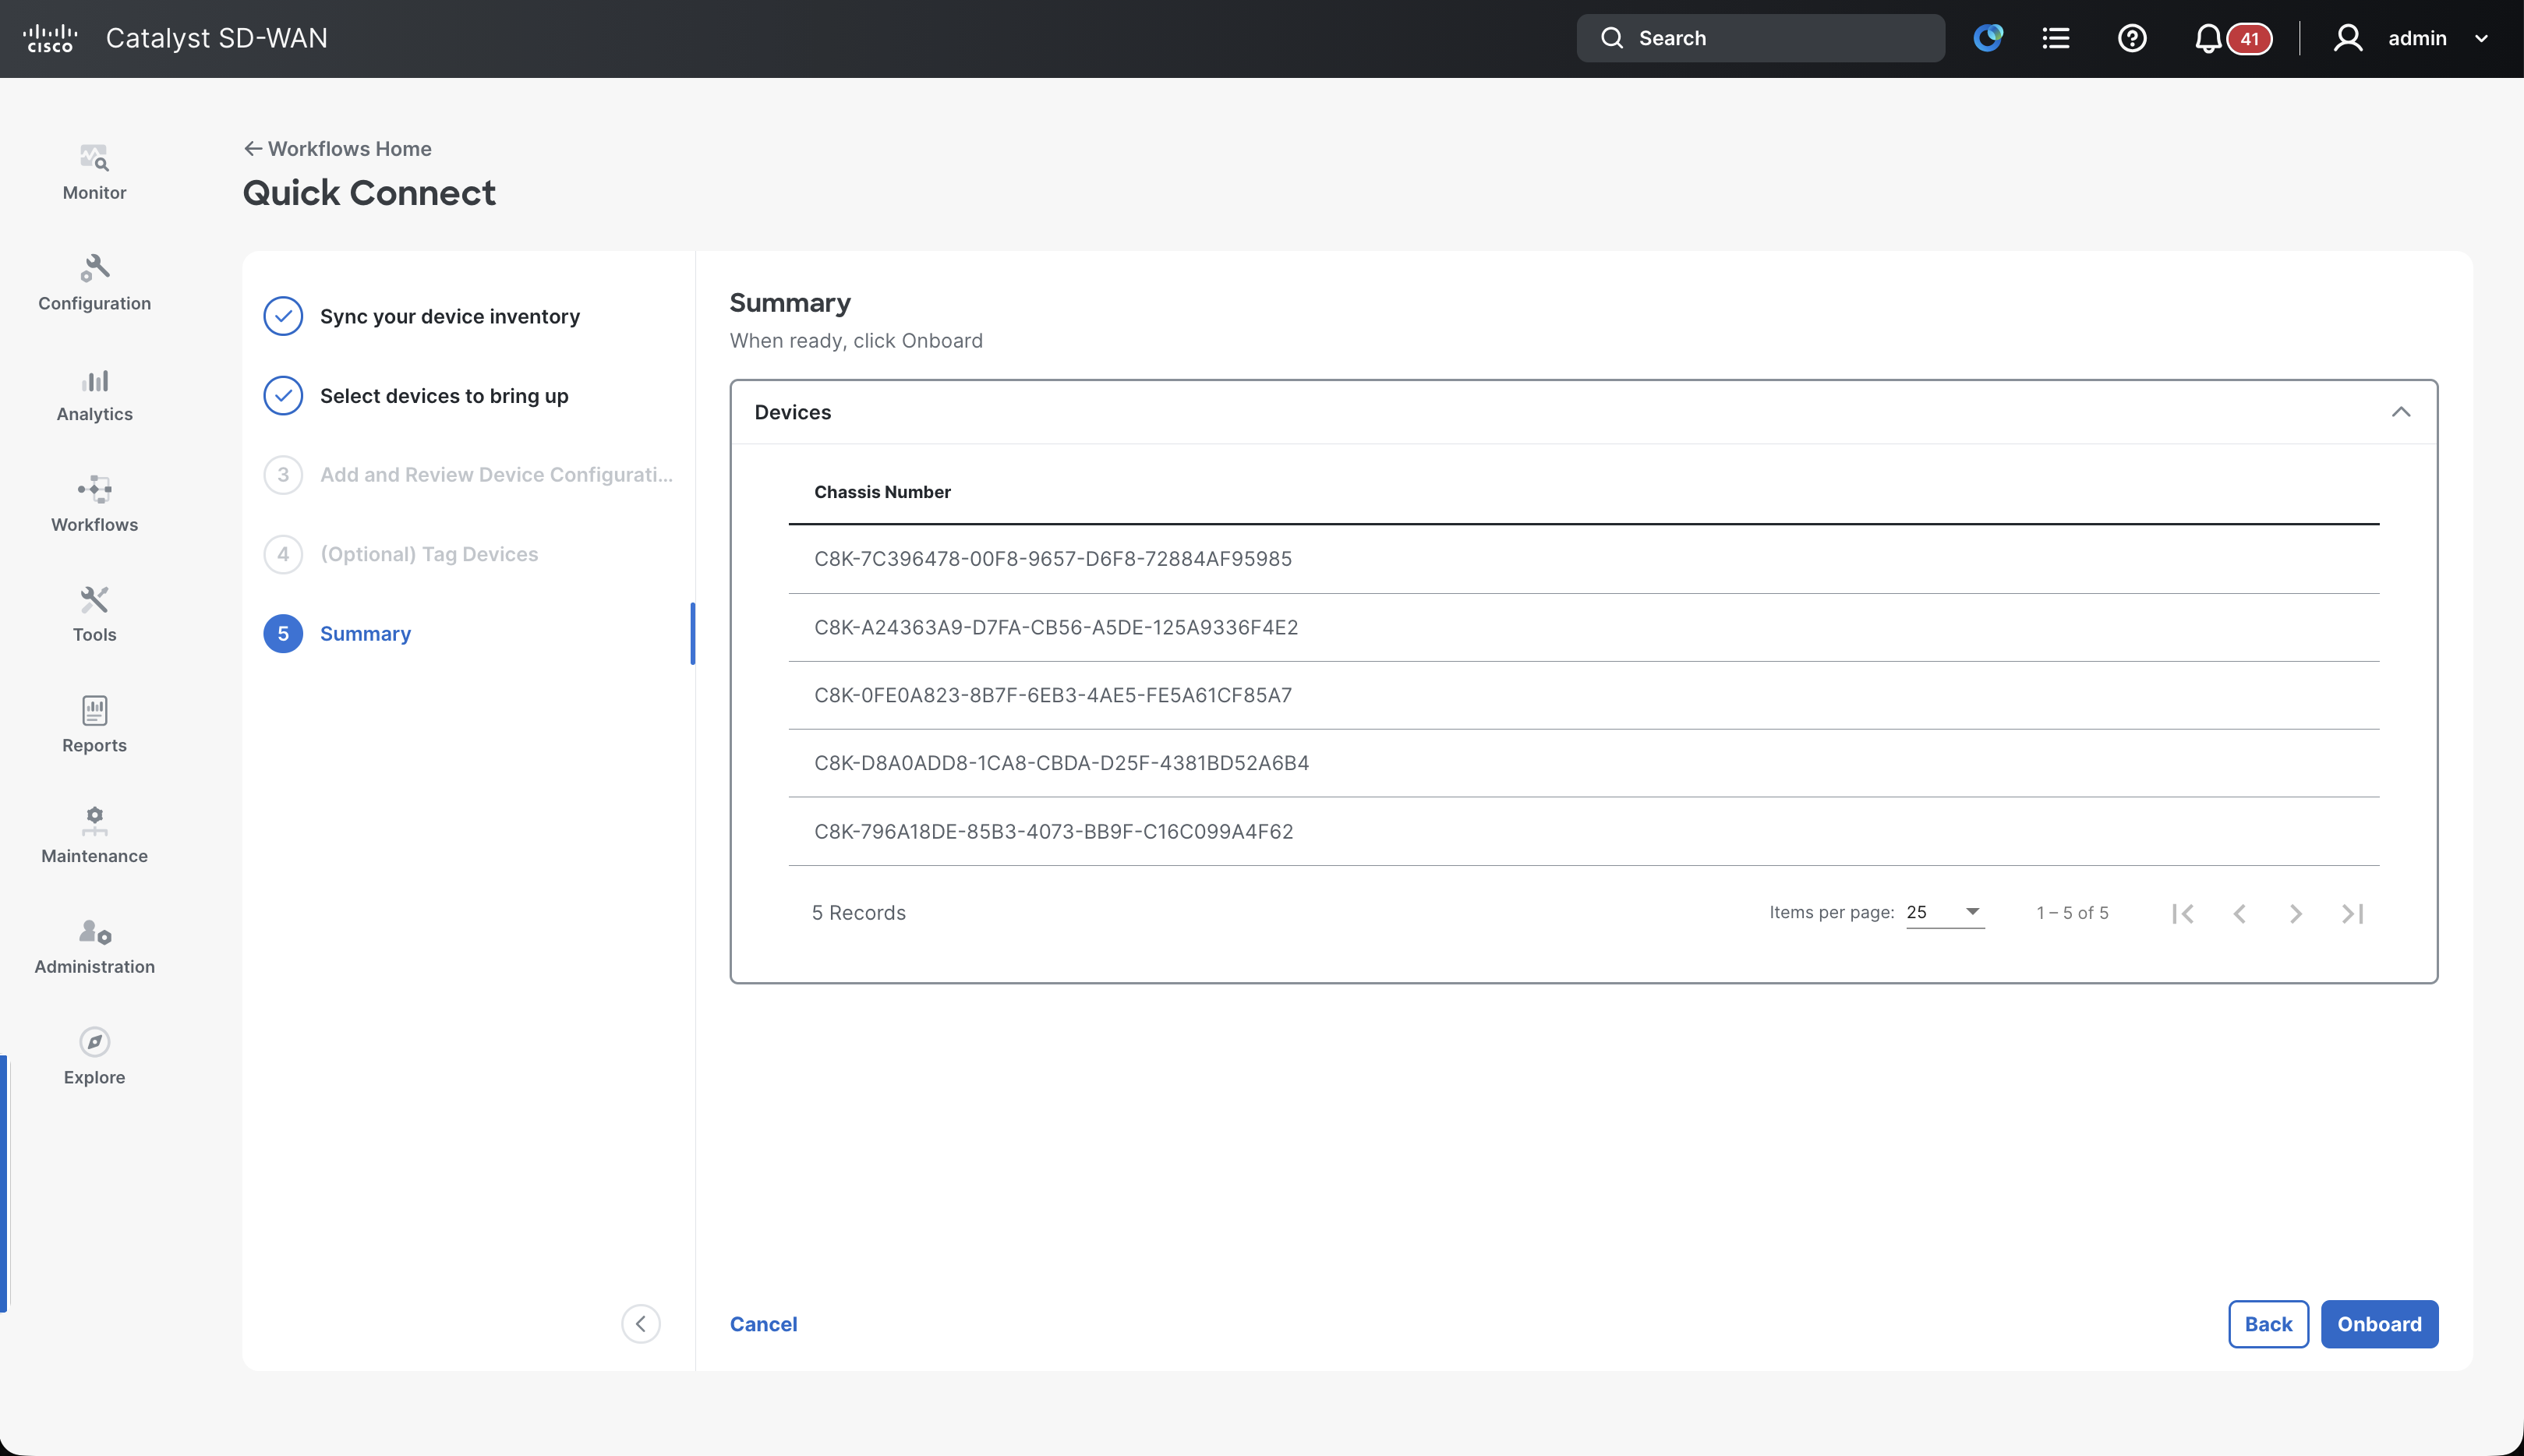 CISCO
Catalyst SD-WAN
Search
41
admin
Monitor
Configuration
Analytics
Workflows
Tools
Reports
Maintenance
Administration
Explore
Workflows Home
Quick Connect
Sync your device inventory
Select devices to bring up
3 Add and Review Device Configurati...
4 (Optional) Tag Devices
5 Summary
Summary
When ready, click Onboard
Devices
Chassis Number
C8K-7C396478-00F8-9657-D6F8-72884AF95985
C8K-A24363A9-D7FA-CB56-A5DE-125A9336F4E2
C8K-0FE0A823-8B7F-6EB3-4AE5-FE5A61CF85A7
C8K-D8A0ADD8-1CA8-CBDA-D25F-4381BD52A6B4
C8K-796A18DE-85B3-4073-BB9F-C16C099A4F62
5 Records
Items per page: 25
1 – 5 of 5
Cancel
Back
Onboard